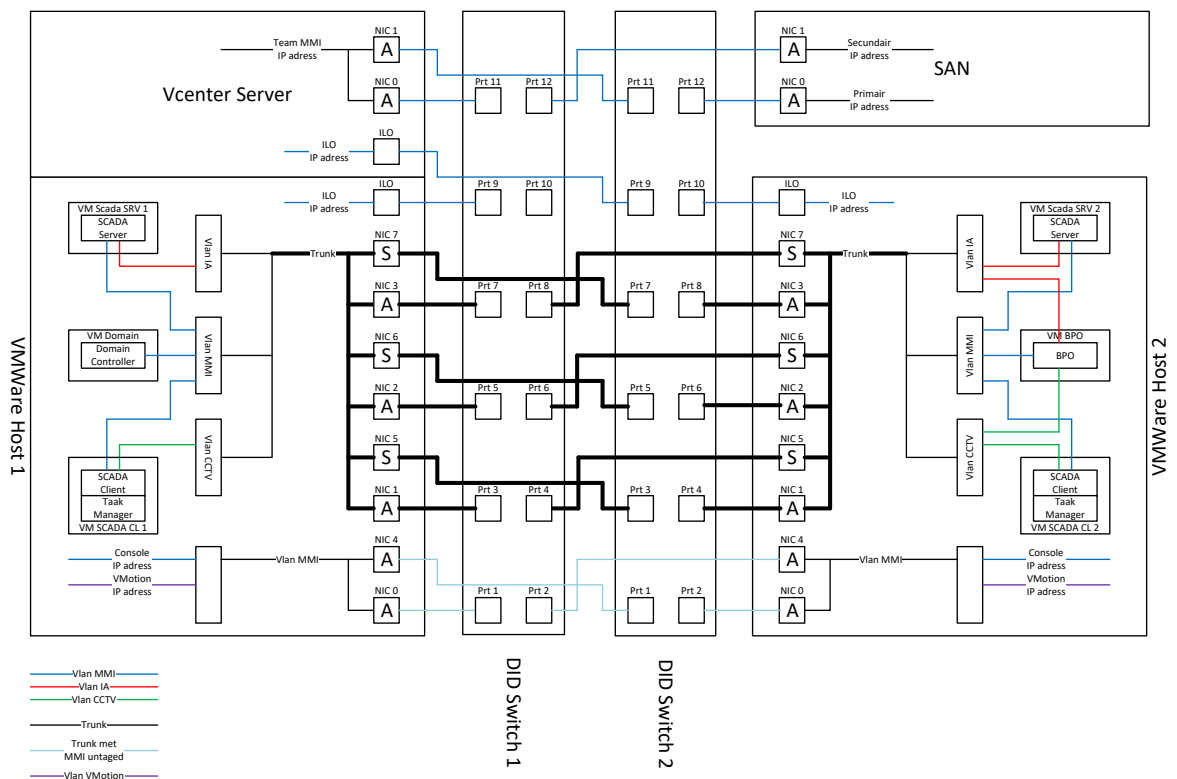 NIC 1
Team MMI
IP adress
A
NIC 0
A
Vcenter Server
Prt 11
Prt 12
Prt 11
Prt 12
NIC 1
A
Secundair
IP adress
SAN
NIC 0
A
Primair
IP adress
ILO
ILO
IP adress
ILO
ILO
IP adress
Prt 9
Prt 10
Prt 9
Prt 10
ILO
ILO
IP adress
VM Scada SRV 1
SCADA
Server
Vlan IA
Trunk
NIC 7
S
NIC 3
A
Prt 7
Prt 8
Prt 7
Prt 8
NIC 7
S
NIC 3
A
Trunk
Vlan IA
VM Scada SRV 2
SCADA
Server
VMWare Host 1
VM Domain
Domain
Controller
Vlan MMI
NIC 6
S
NIC 2
A
Prt 5
Prt 6
Prt 5
Prt 6
NIC 6
S
NIC 2
A
Vlan MMI
VM BPO
BPO
VMWare Host 2
SCADA
Client
Taak
Manager
VM SCADA CL 1
Vlan CCTV
NIC 5
S
NIC 1
A
Prt 3
Prt 4
Prt 3
Prt 4
NIC 5
S
NIC 1
A
Vlan CCTV
SCADA
Client
Taak
Manager
VM SCADA CL 2
Console
IP adress
VMotion
IP adress
Vlan MMI
NIC 4
A
NIC 0
A
Prt 1
Prt 2
Prt 1
Prt 2
NIC 4
A
NIC 0
A
Vlan MMI
Console
IP adress
VMotion
IP adress
DID Switch 1
DID Switch 2
Vlan MMI
Vlan IA
Vlan CCTV
Trunk
Trunk met
MMI untaged
Vlan VMotion